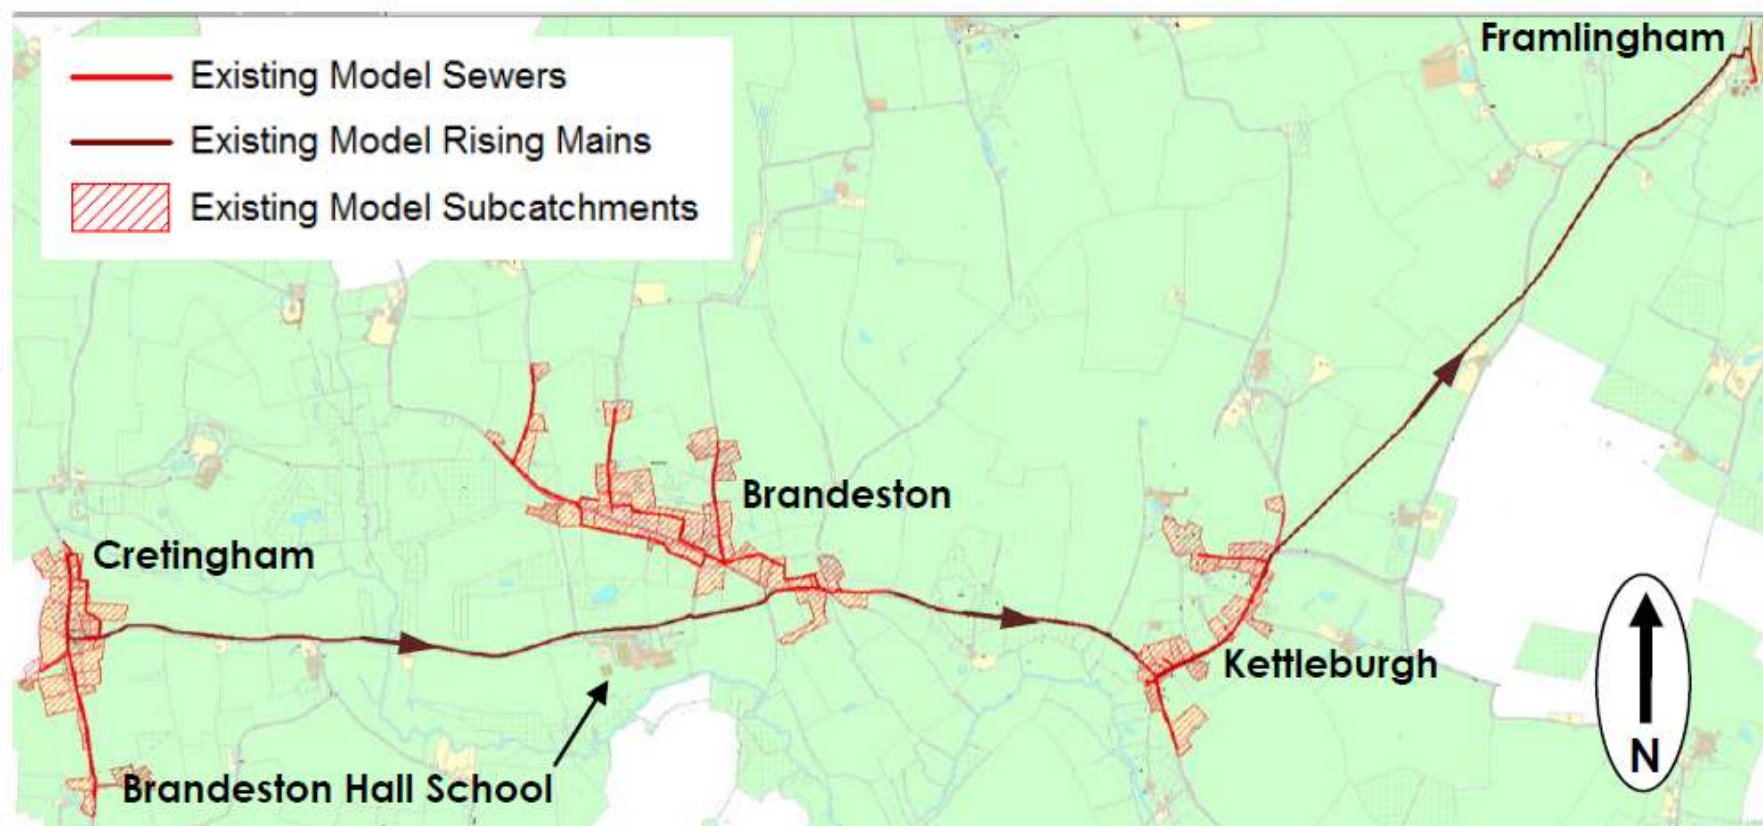 Framlingham
Existing Model Sewers
Existing Model Rising Mains
Existing Model Subcatchments
Brandeston
Cretingham
Kettleburgh
Brandeston Hall School
N